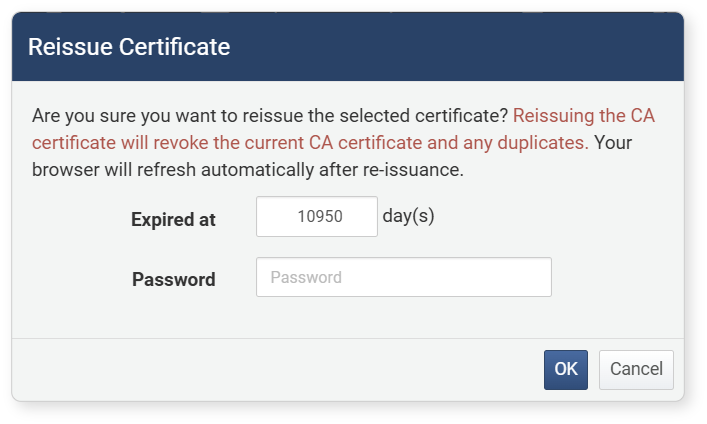 Reissue Certificate
Are you sure you want to reissue the selected certificate? Reissuing the CA
certificate will revoke the current CA certificate and any duplicates. Your
browser will refresh automatically after re-issuance.
Expired at 10950 day(s)
Password Password
OK Cancel